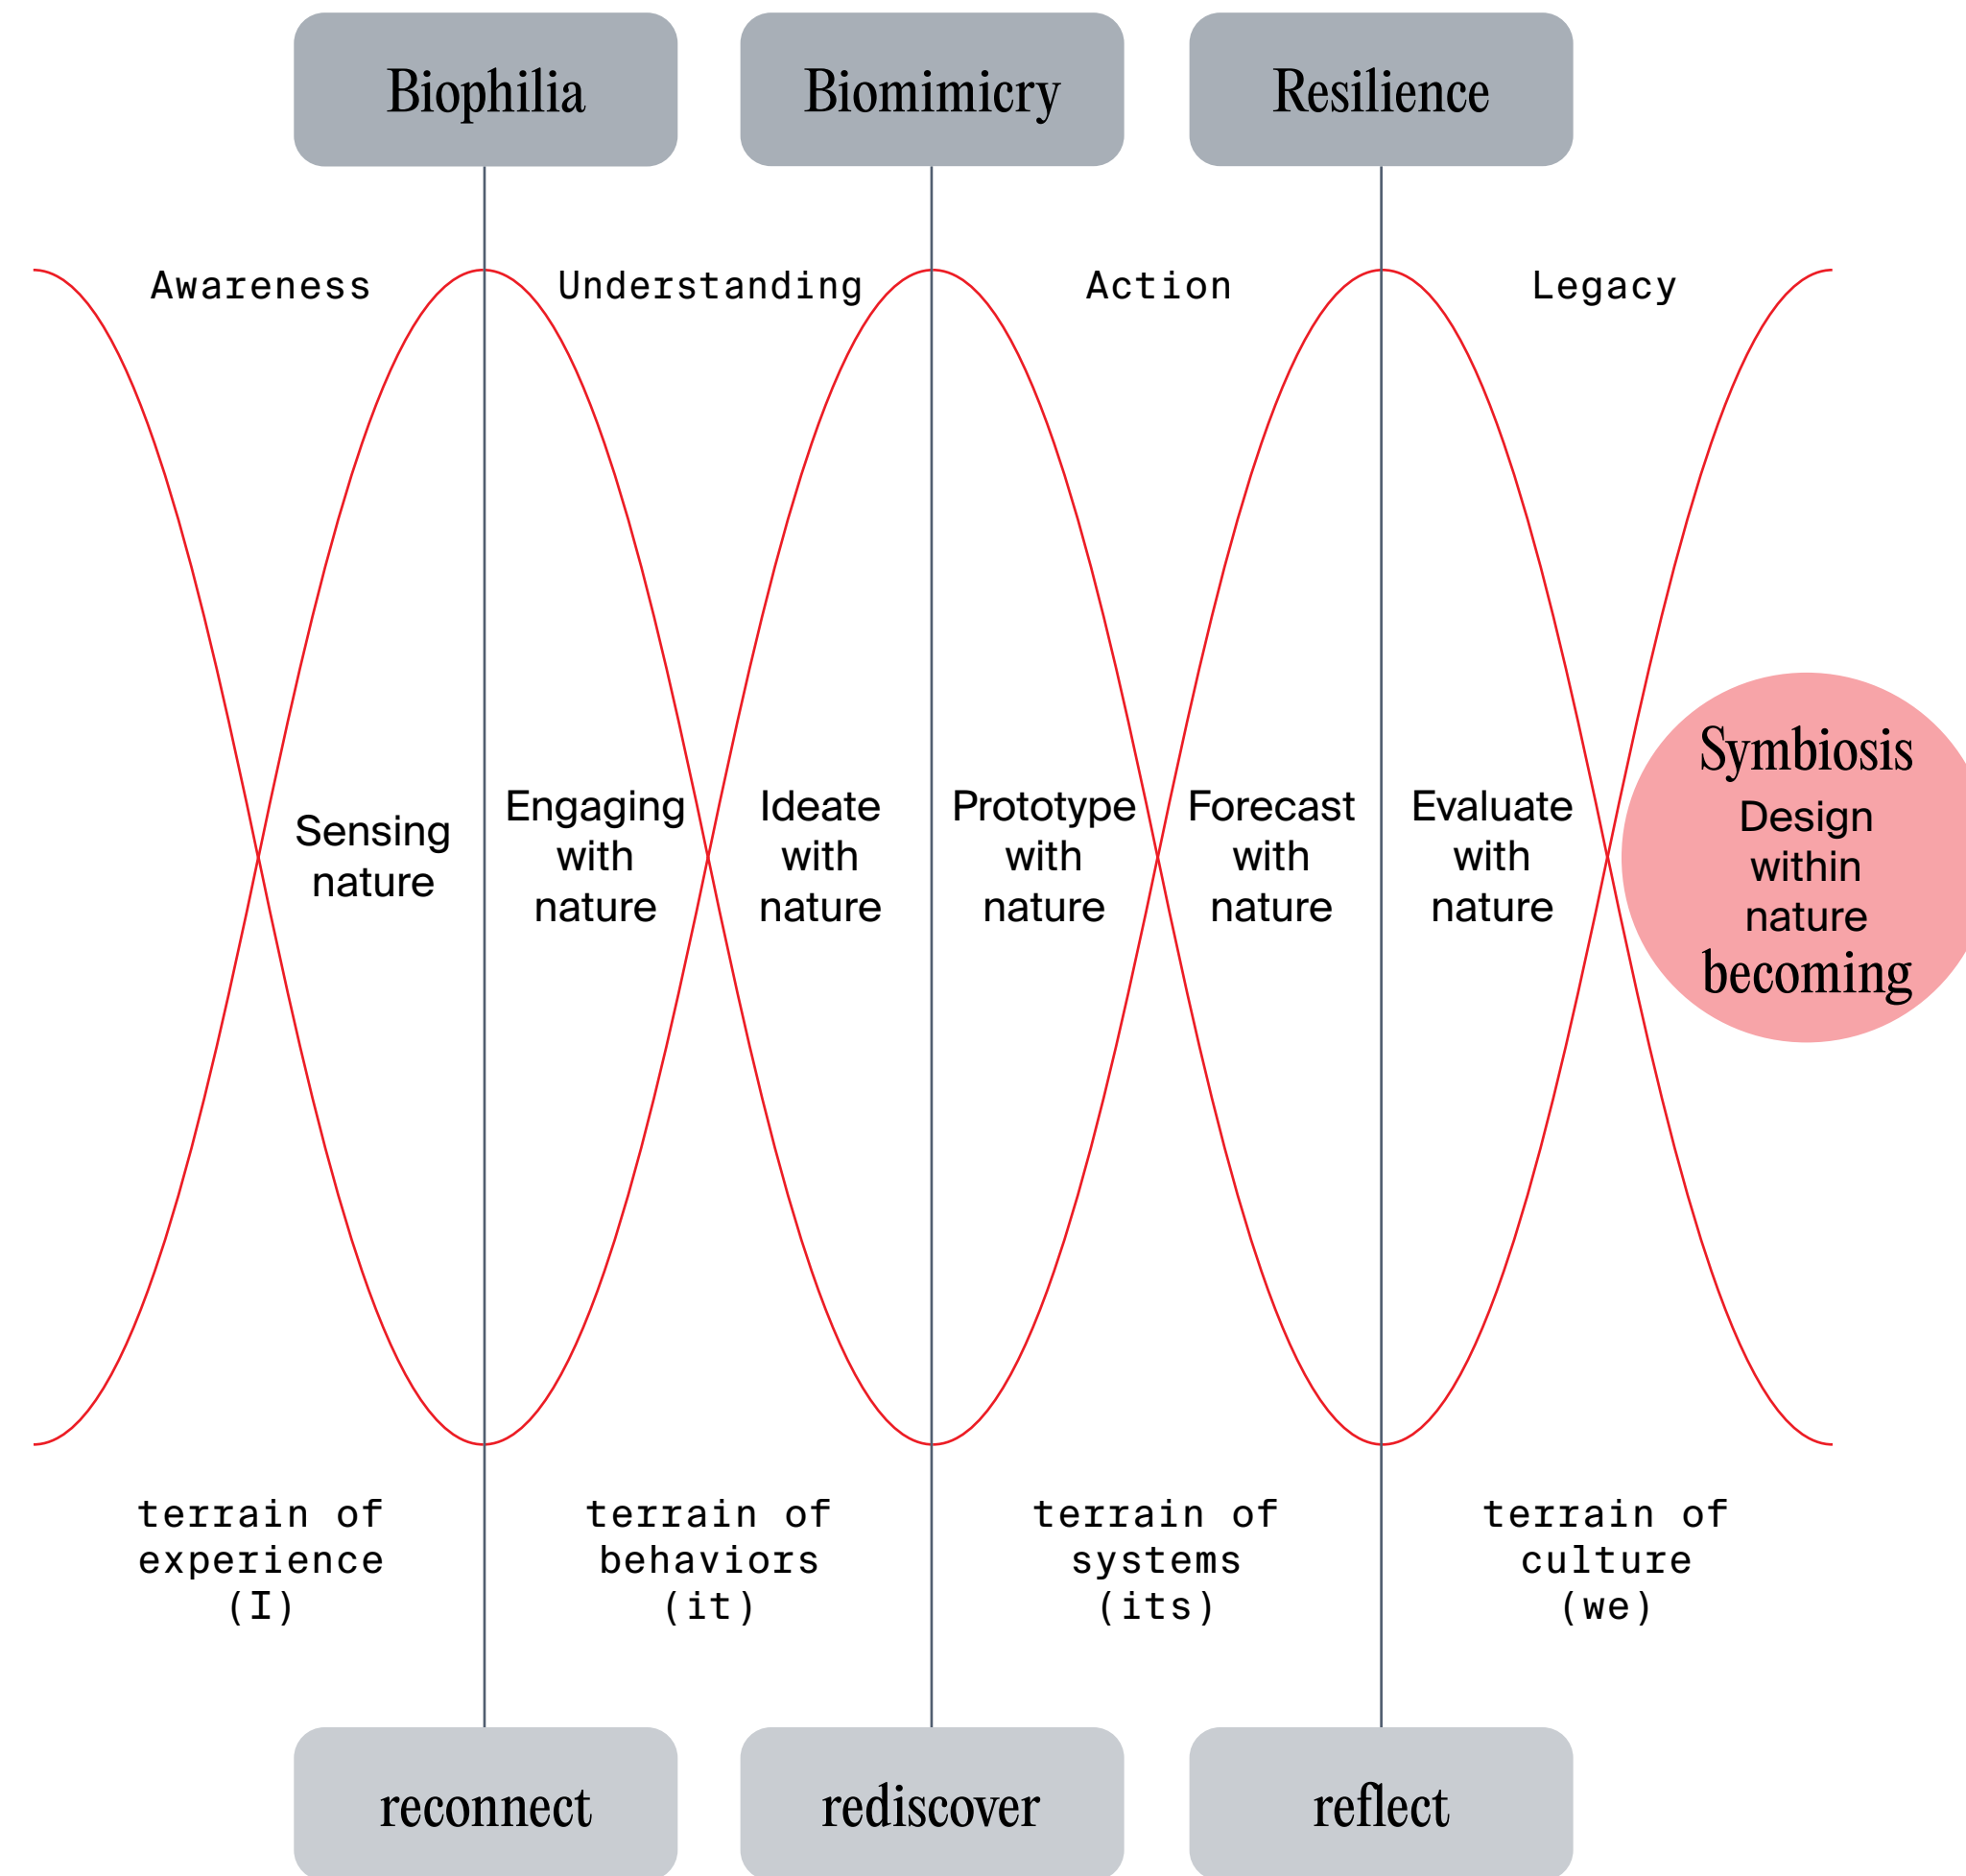 Biophilia
Biomimicry
Resilience
Awareness
Understanding
Action
Legacy
Sensing
nature
Engaging
with
nature
Ideate
with
nature
Prototype
with
nature
Forecast
with
nature
Evaluate
with
nature
Symbiosis
Design
within
nature
becoming
terrain of
experience
(I)
terrain of
behaviors
(it)
terrain of
systems
(its)
terrain of
culture
(we)
reconnect
rediscover
reflect